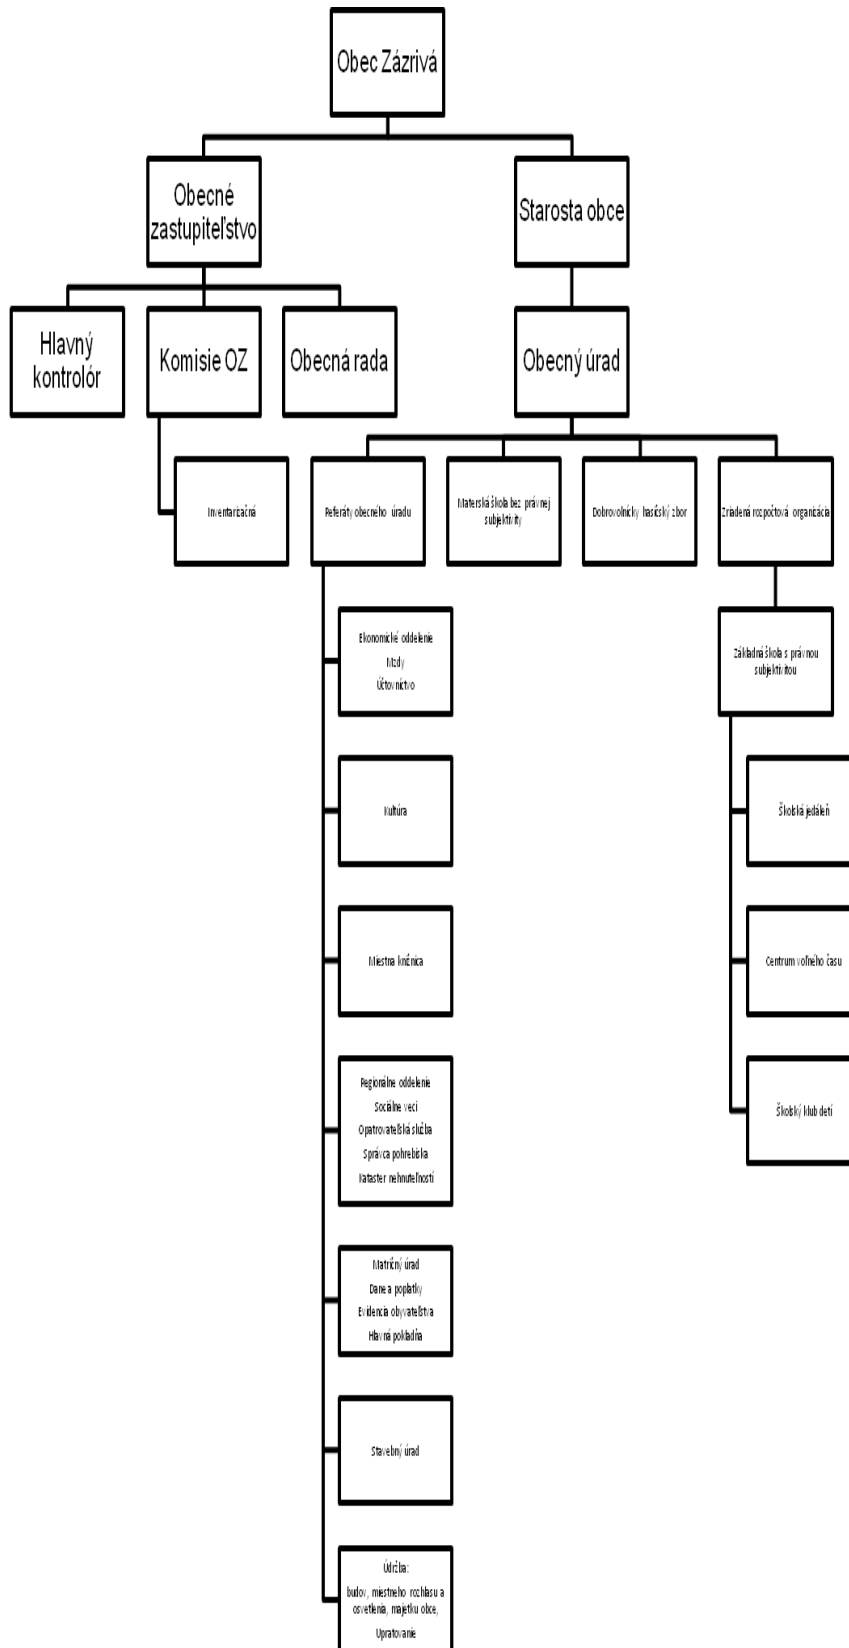 Obec Zázrivá
Obecné
zastupiteľstvo
Starosta obce
Hlavný
kontrolór
Komisie OZ
Obecná rada
Obecný úrad
Inventarizačná
Referáty obecného úradu
Materská škola bez právnej
subjektivity
Dobrovolnícky hasičský zbor
Zriadená rozpočtová organizácia
Ekonomické oddelenie
Mzdy
Účtovníctvo
Základná škola s právnou
subjektivitou
Kultúra
Školská jedáleň
Miestna knižnica
Centrum voľného času
Regionálne oddelenie
Sociálne veci
Opatrovateľská služba
Správca pohrebiska
Kataster nehnuteľností
Školský klub detí
Matričný úrad
Dane a poplatky
Evidencia obyvateľstva
Hlavná pokladňa
Stavebný úrad
Údržba:
budov, miestneho rozhlasu a
osvetlenia, majetku obce,
Upratovanie